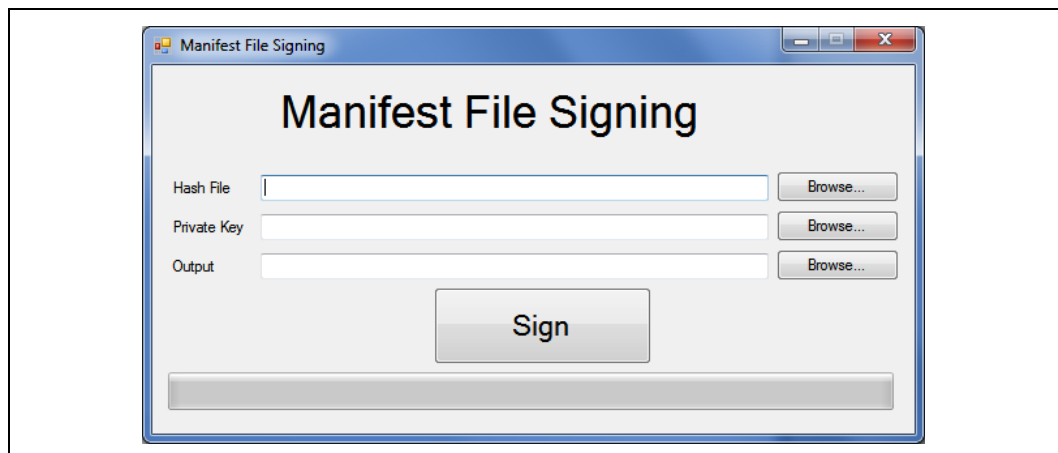 Manifest File Signing
Manifest File Signing
Hash File Browse...
Private Key Browse...
Output Browse...
Sign